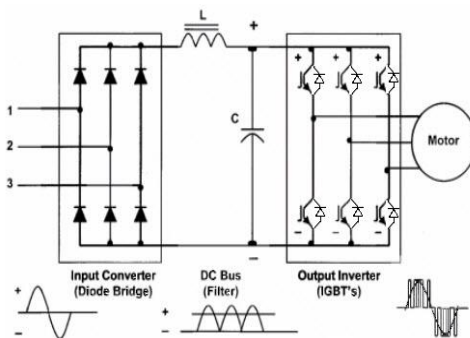 L
+
+ + +
1
2
3
C
Motor
− − −
−
Input Converter
(Diode Bridge)
DC Bus
(Filter)
Output Inverter
(IGBT's)
+
−
+
−
+
−